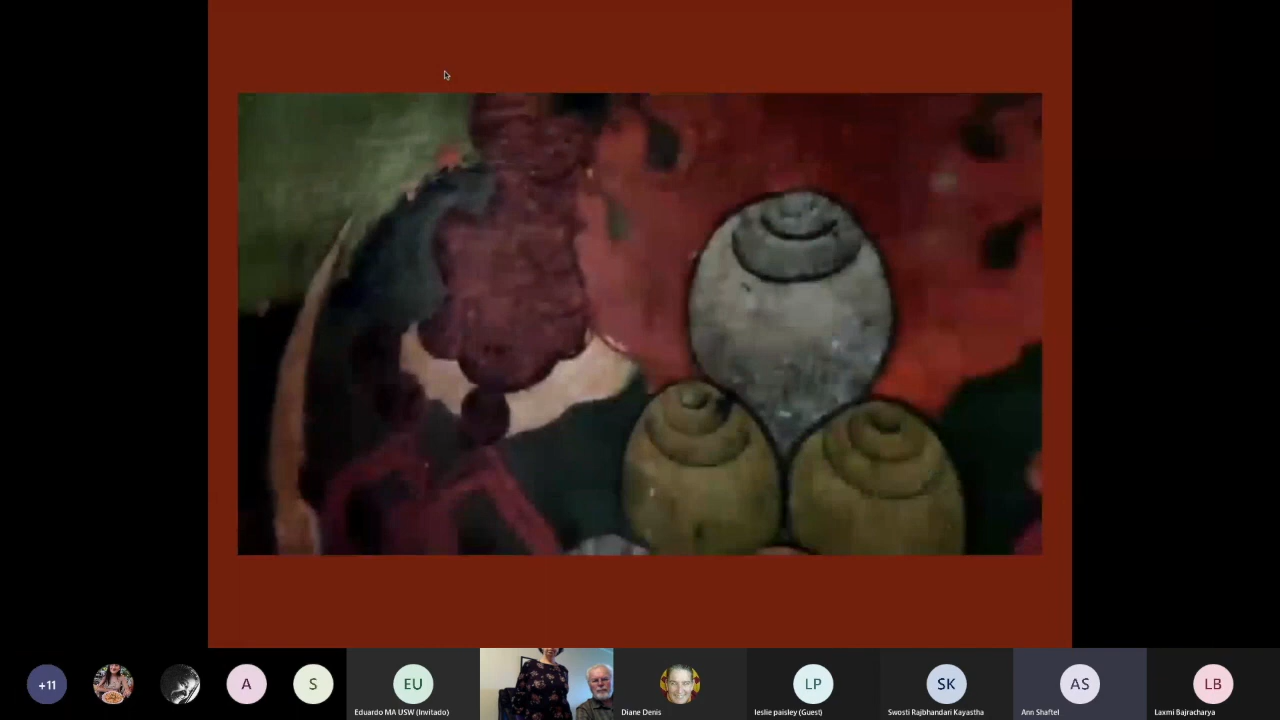 +11
A
S
EU
Eduardo MA USW (Invitado)
Diane Denis
LP
leslie paisley (Guest)
SK
Swosti Rajbhandari Kayastha
AS
Ann Shaftel
LB
Laxmi Bajracharya